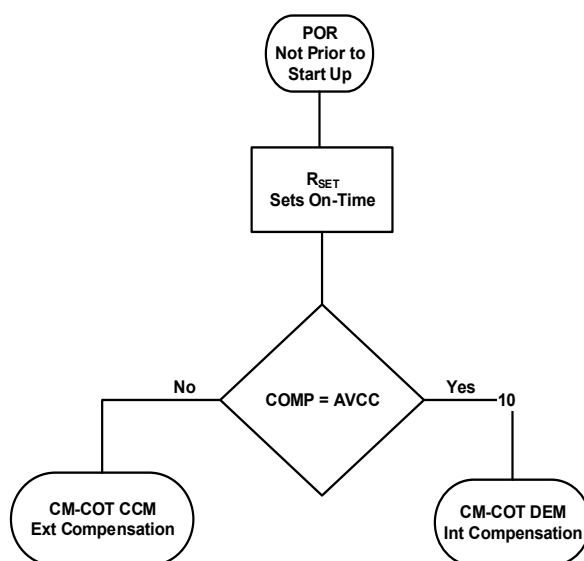 POR
Not Prior to
Start Up
RSET
Sets On-Time
No
COMP = AVCC
Yes
10
CM-COT CCM
Ext Compensation
CM-COT DEM
Int Compensation